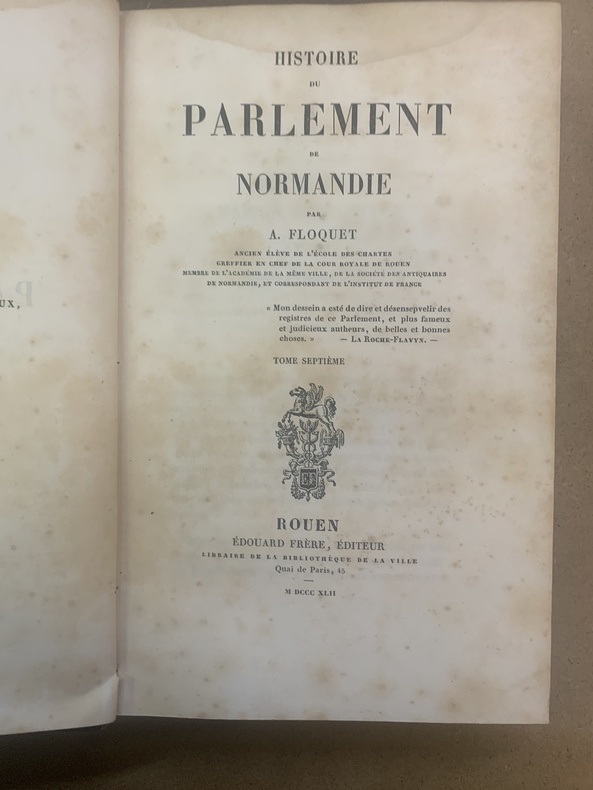 UX,
HISTOIRE
DU
PARLEMENT
DE
NORMANDIE
PAR
A. FLOQUET
ANCIEN ÉLÈVE DE L'ÉCOLE DES CHARTES
GREFFIER EN CHEF DE LA COUR ROYALE DE ROUEN
MEMBRE DE L'ACADÉMIE DE LA MÊME VILLE, DE LA SOCIÉTÉ DES ANTIQUAIRES
DE NORMANDIE, ET CORRESPONDANT DE L'INSTITUT DE FRANCE
« Mon dessein a esté de dire et désensepvelir des
registres de ce Parlement, et plus fameux
et judicieux autheurs, de belles et bonnes
choses. » — LA ROCHE-FLAVYN. —
TOME SEPTIÈME
ROUEN
ÉDOUARD FRÈRE, ÉDITEUR
LIBRAIRE DE LA BIBLIOTHÈQUE DE LA VILLE
Quai de Paris, 45
M DCCC XLII